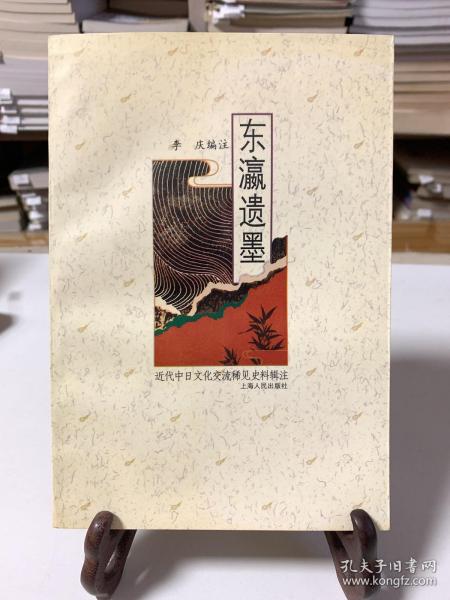 东瀛遗墨
李 庆编注
近代中日文化交流稀见史料辑注
上海人民出版社
孔夫子旧书网
www.kongfz.com